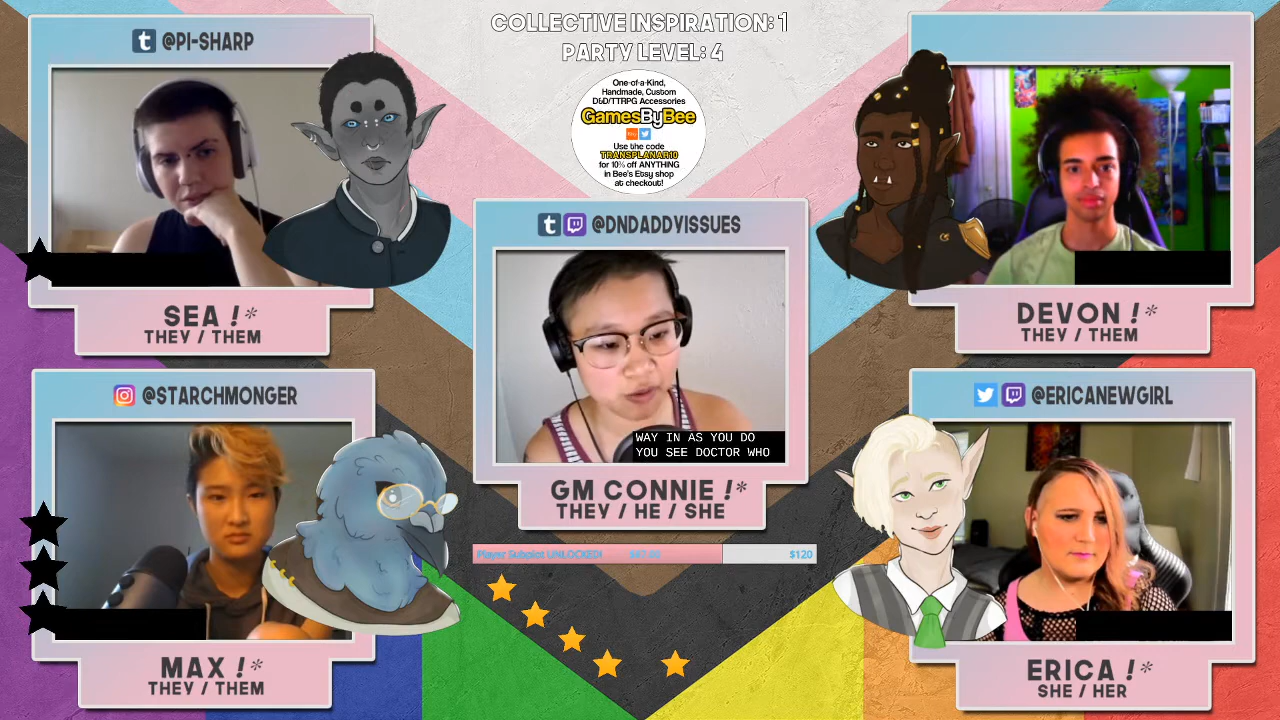 COLLECTIVE INSPIRATION: 1
PARTY LEVEL: 4
@PI-SHARP
One-of-a-Kind,
Handmade, Custom
D&D/TTRPG Accessories
GamesByBee
Etsy
Use the code
TRANSPLANAR10
for 10% off ANYTHING
in Bee's Etsy shop
at checkout!
@DNDADDYISSUES
SEA !*
THEY / THEM
DEVON !*
THEY / THEM
@STARCHMONGER
@ERICANEWGIRL
WAY IN AS YOU DO
YOU SEE DOCTOR WHO
GM CONNIE !*
THEY / HE / SHE
Player Subplot UNLOCKED! $87.00 $120
MAX !*
THEY / THEM
ERICA !*
SHE / HER